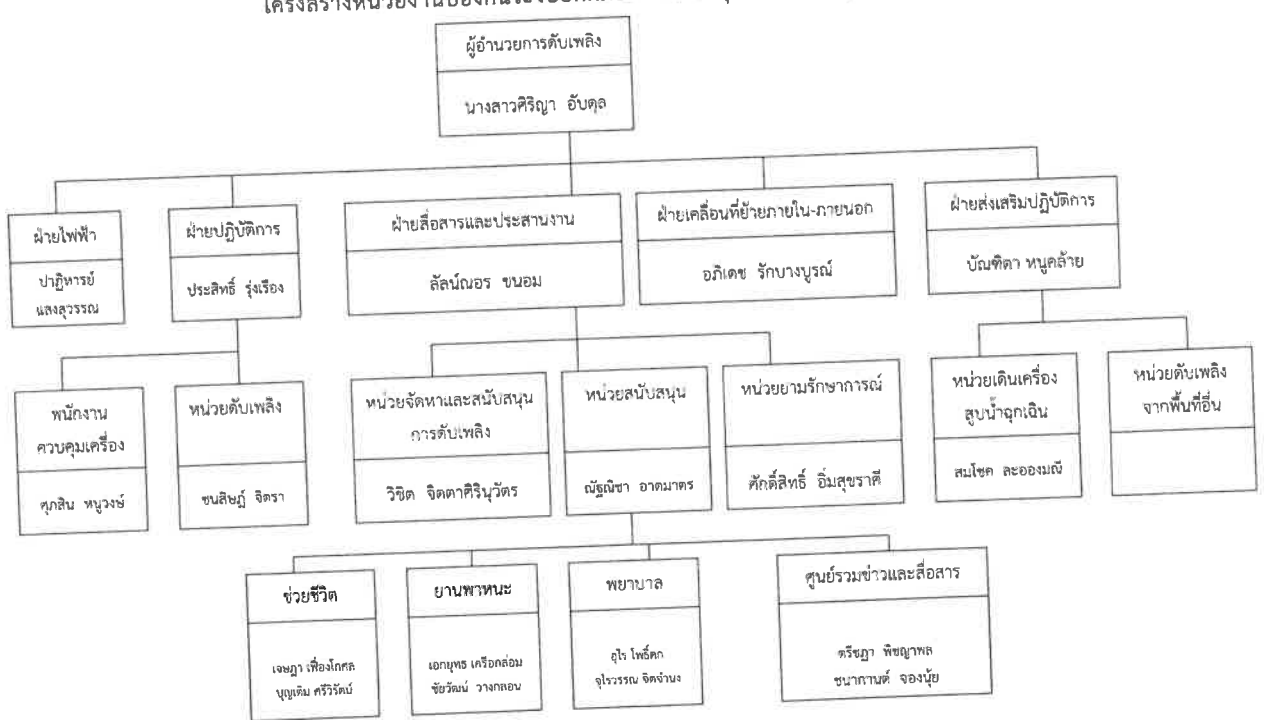 ผู้อำนวยการดับเพลิง
นางสาวศิริญา อับดุล
ฝ่ายไฟฟ้า
ปาฏิหารย์
แสงสุวรรณ
ฝ่ายปฏิบัติการ
ประสิทธิ์ รุ่งเรือง
ฝ่ายสื่อสารและประสานงาน
ลัลน์ณอร ขนอม
ฝ่ายเคลื่อนที่ย้ายภายใน-ภายนอก
อภิเดช รักบางบูรณ์
ฝ่ายส่งเสริมปฏิบัติการ
บัณฑิตา หนูคล้าย
พนักงาน
ควบคุมเครื่อง
ศุภสิน หนูวงษ์
หน่วยดับเพลิง
ชนสิษฎ์ จิตรา
หน่วยจัดหาและสนับสนุน
การดับเพลิง
วิชิต จิตตาศิรินุวัตร
หน่วยสนับสนุน
ณัฐณิชา อาตมาตร
หน่วยยามรักษาการณ์
ศักดิ์สิทธิ์ อิ่มสุขราศี
หน่วยเดินเครื่อง
สูบน้ำฉุกเฉิน
สมโชค ละอองมณี
หน่วยดับเพลิง
จากพื้นที่อื่น
ช่วยชีวิต
เจษฎา เฟื่องโกศล
บุญเติม ศรีวิรัตน์
ยานพาหนะ
เอกยุทธ เครือกล่อม
ชัยวัฒน์ วางกลอน
พยาบาล
อุไร โพธิ์ดก
จุไรวรรณ จิตจำนง
ศูนย์รวมข่าวและสื่อสาร
ตรีชฎา พิชญาพล
ชนากานต์ จองนุ้ย